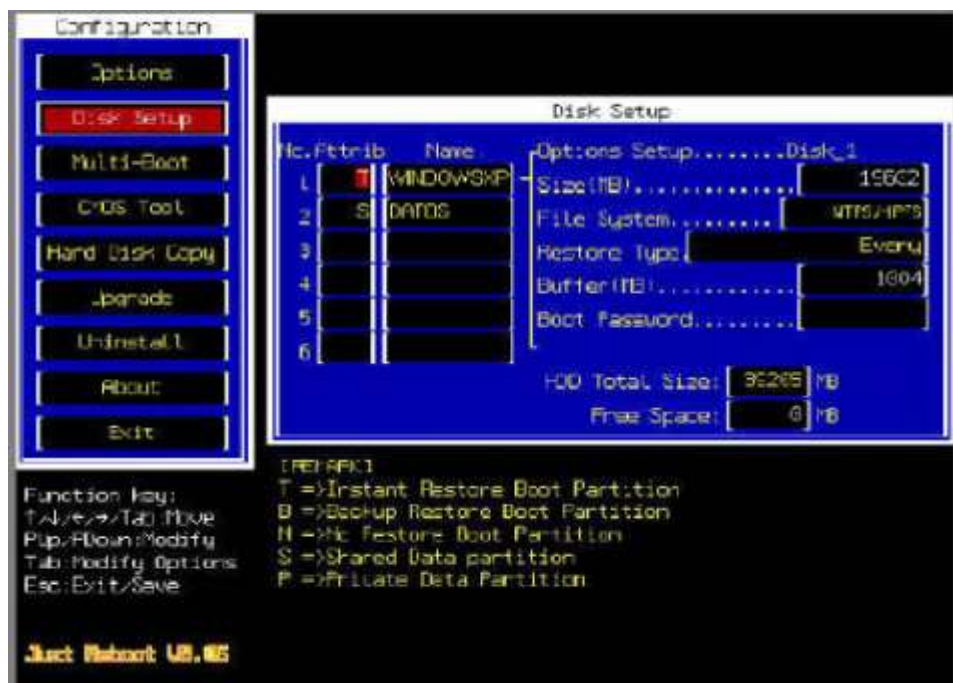 Configuration
Options
Disk Setup
Multi-Boot
CMOS Tool
Hard Disk Copy
Upgrade
Uninstall
About
Exit
Function key:
↑/↓/←/→/Tab Move
PUp/PDown:Modify
Tab:Modify Options
Esc:Exit/Save
Just Reboot
Disk Setup
No. Attrib Name Options Setup........Disk_1
1 T WINDOWSXP Size(MB)
2 S DATOS File System NTFS/HPFS
3 Restore Type Every
4 Buffer(MB) 1004
5 Boot Password
6
HDD Total Size: MB
Free Space: 0 MB
[REMARK]
T =>Instant Restore Boot Partition
B =>Backup Restore Boot Partition
N =>No Restore Boot Partition
S =>Shared Data partition
P =>Private Data Partition